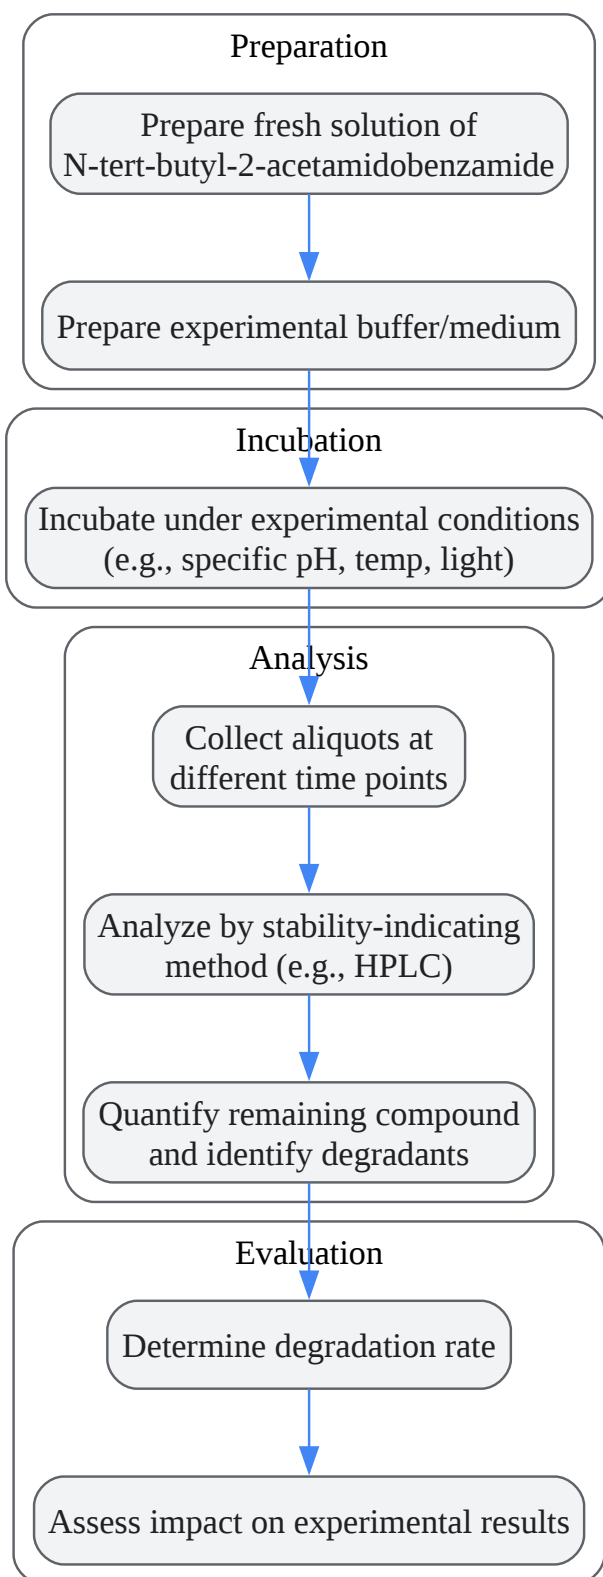 Preparation
Prepare fresh solution of
N-tert-butyl-2-acetamidobenzamide
Prepare experimental buffer/medium
Incubation
Incubate under experimental conditions
(e.g., specific pH, temp, light)
Analysis
Collect aliquots at
different time points
Analyze by stability-indicating
method (e.g., HPLC)
Quantify remaining compound
and identify degradants
Evaluation
Determine degradation rate
Assess impact on experimental results